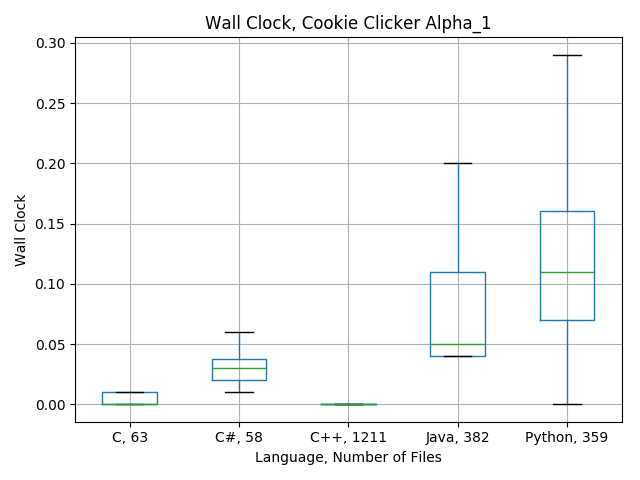 Wall Clock, Cookie Clicker Alpha_1
0.30
0.25
0.20
0.15
0.10
0.05
0.00
Wall Clock
C, 63
C#, 58
C++, 1211
Java, 382
Python, 359
Language, Number of Files